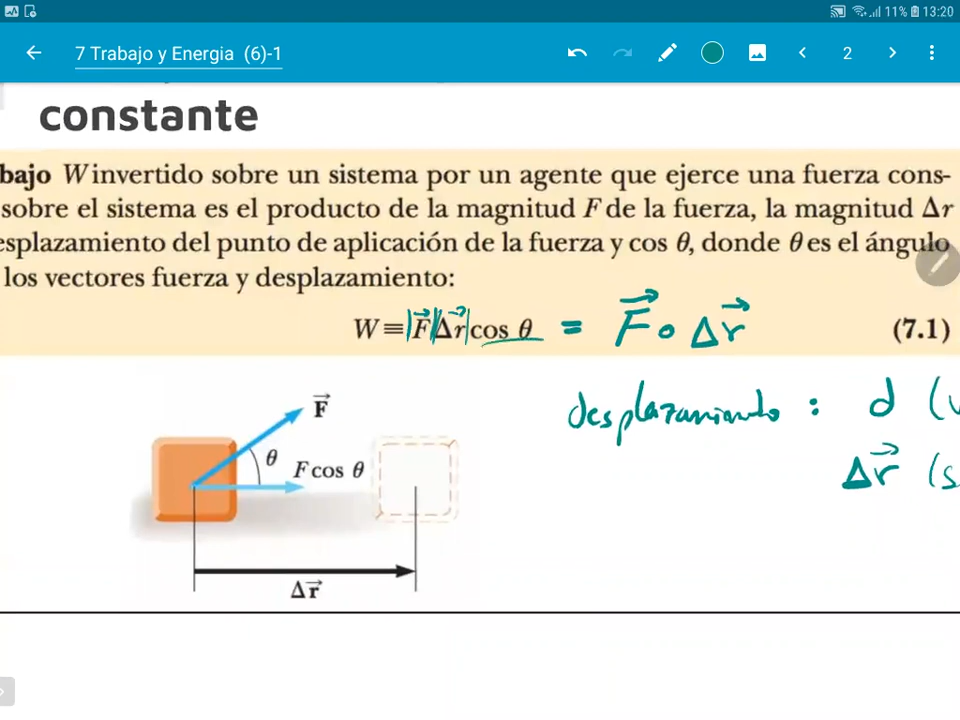 11% 13:20
7 Trabajo y Energia (6)-1
2
constante
bajo W invertido sobre un sistema por un agente que ejerce una fuerza cons-
sobre el sistema es el producto de la magnitud F de la fuerza, la magnitud Δr
esplazamiento del punto de aplicación de la fuerza y cos θ, donde θ es el ángulo
los vectores fuerza y desplazamiento:
W ≡ |F⃗||Δr⃗| cos θ = F⃗ ∘ Δr⃗ (7.1)
desplazamiento : d (
Δr⃗ (s
F⃗
θ
F cos θ
Δr⃗